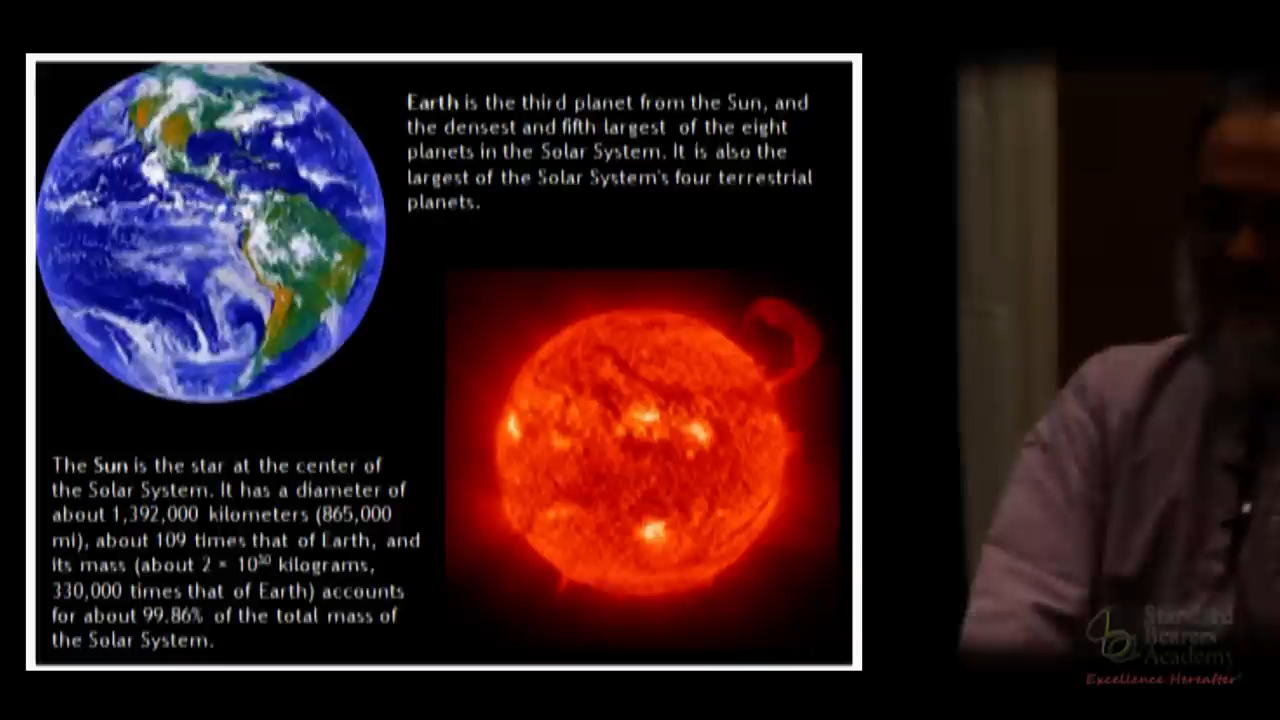 Earth is the third planet from the Sun, and
the densest and fifth largest of the eight
planets in the Solar System. It is also the
largest of the Solar System's four terrestrial
planets.
The Sun is the star at the center of
the Solar System. It has a diameter of
about 1,392,000 kilometers (865,000
mi), about 109 times that of Earth, and
its mass (about 2 × 10³⁰ kilograms,
330,000 times that of Earth) accounts
for about 99.86% of the total mass of
the Solar System.
Standard
Bearers
Academy
Excellence Hereafter